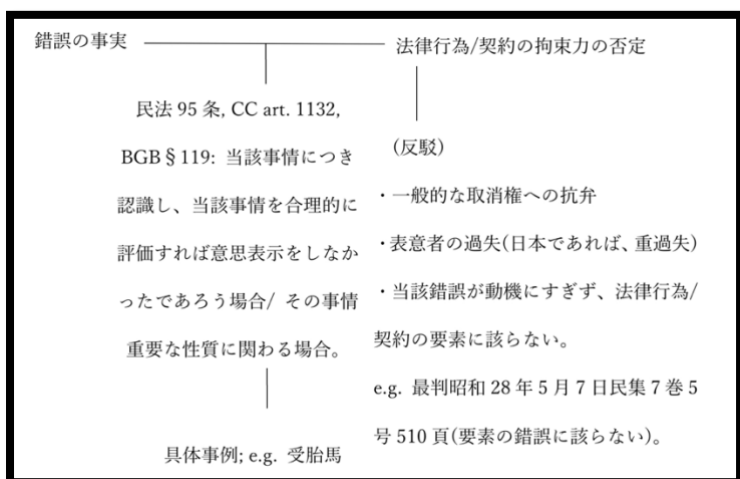 錯誤の事実
法律行為/契約の拘束力の否定
民法 95 条, CC art. 1132,
BGB § 119: 当該事情につき
認識し、当該事情を合理的に
評価すれば意思表示をしなか
ったであろう場合/ その事情
重要な性質に関わる場合。
具体事例; e.g. 受胎馬
(反駁)
・一般的な取消権への抗弁
・表意者の過失(日本であれば、重過失)
・当該錯誤が動機にすぎず、法律行為/
契約の要素に該らない。
e.g. 最判昭和 28 年 5 月 7 日民集 7 巻 5
号 510 頁(要素の錯誤に該らない)。